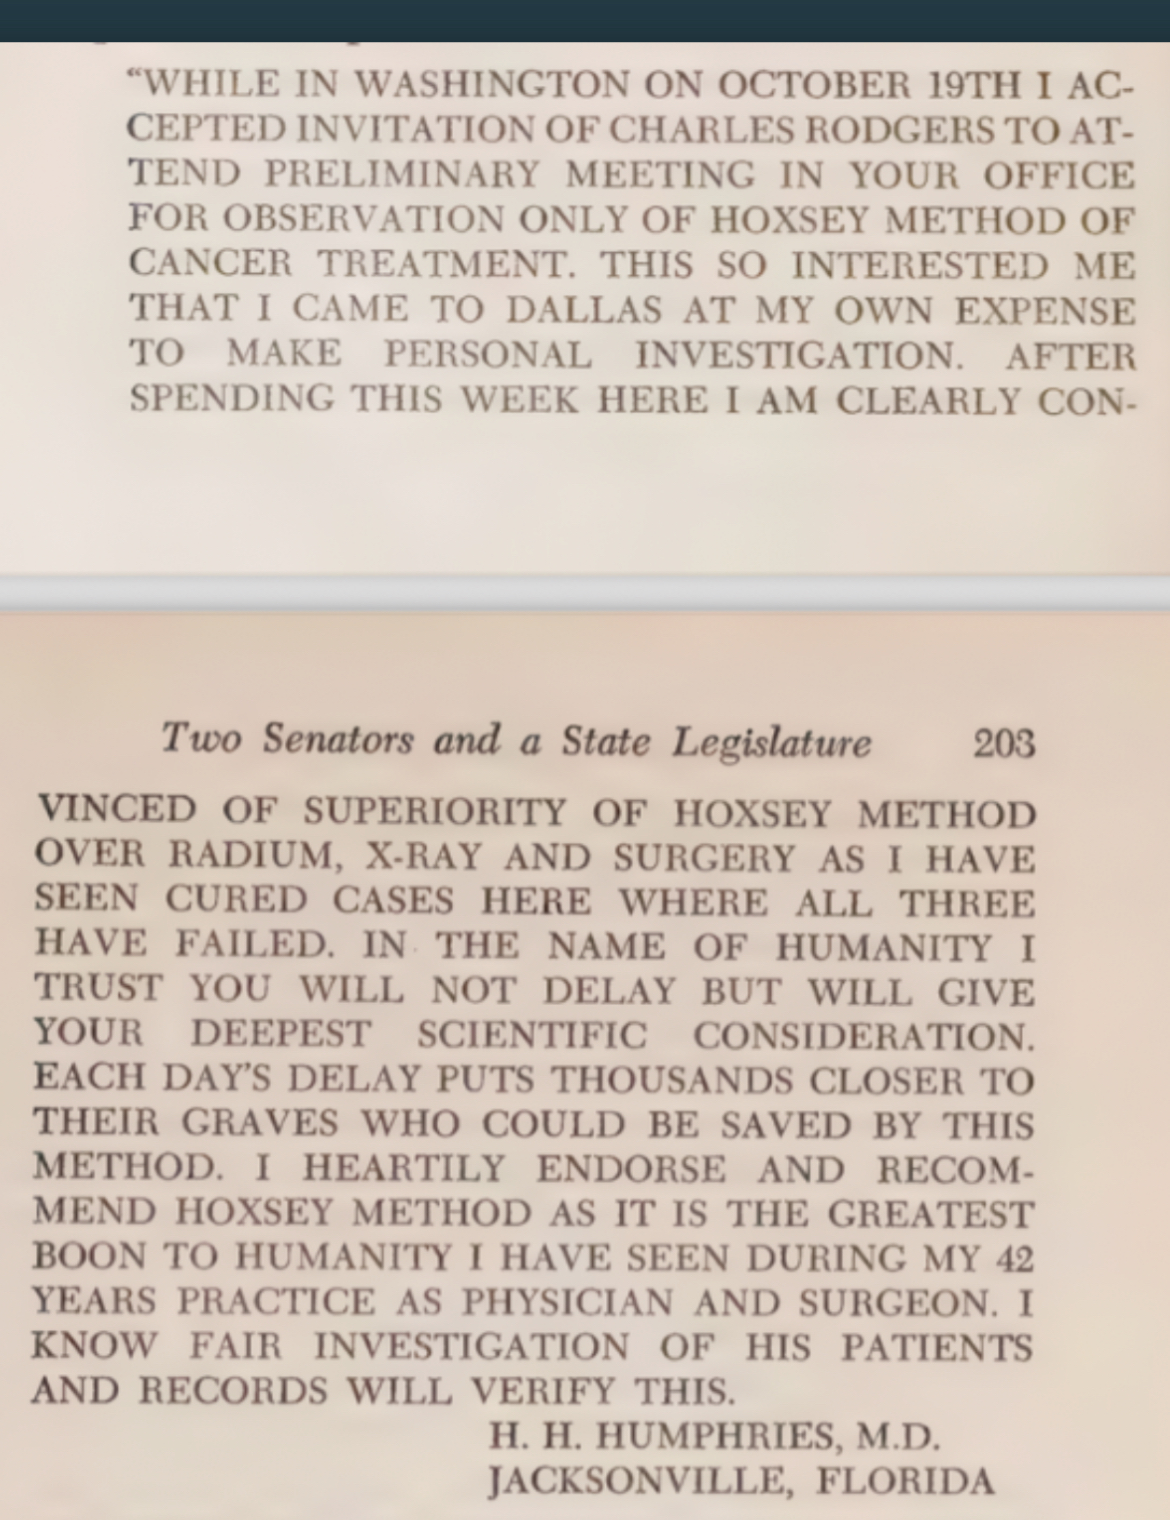 “WHILE IN WASHINGTON ON OCTOBER 19TH I AC-
CEPTED INVITATION OF CHARLES RODGERS TO AT-
TEND PRELIMINARY MEETING IN YOUR OFFICE
FOR OBSERVATION ONLY OF HOXSEY METHOD OF
CANCER TREATMENT. THIS SO INTERESTED ME
THAT I CAME TO DALLAS AT MY OWN EXPENSE
TO MAKE PERSONAL INVESTIGATION. AFTER
SPENDING THIS WEEK HERE I AM CLEARLY CON-
Two Senators and a State Legislature 203
VINCED OF SUPERIORITY OF HOXSEY METHOD
OVER RADIUM, X-RAY AND SURGERY AS I HAVE
SEEN CURED CASES HERE WHERE ALL THREE
HAVE FAILED. IN THE NAME OF HUMANITY I
TRUST YOU WILL NOT DELAY BUT WILL GIVE
YOUR DEEPEST SCIENTIFIC CONSIDERATION.
EACH DAY'S DELAY PUTS THOUSANDS CLOSER TO
THEIR GRAVES WHO COULD BE SAVED BY THIS
METHOD. I HEARTILY ENDORSE AND RECOM-
MEND HOXSEY METHOD AS IT IS THE GREATEST
BOON TO HUMANITY I HAVE SEEN DURING MY 42
YEARS PRACTICE AS PHYSICIAN AND SURGEON. I
KNOW FAIR INVESTIGATION OF HIS PATIENTS
AND RECORDS WILL VERIFY THIS.
H. H. HUMPHRIES, M.D.
JACKSONVILLE, FLORIDA